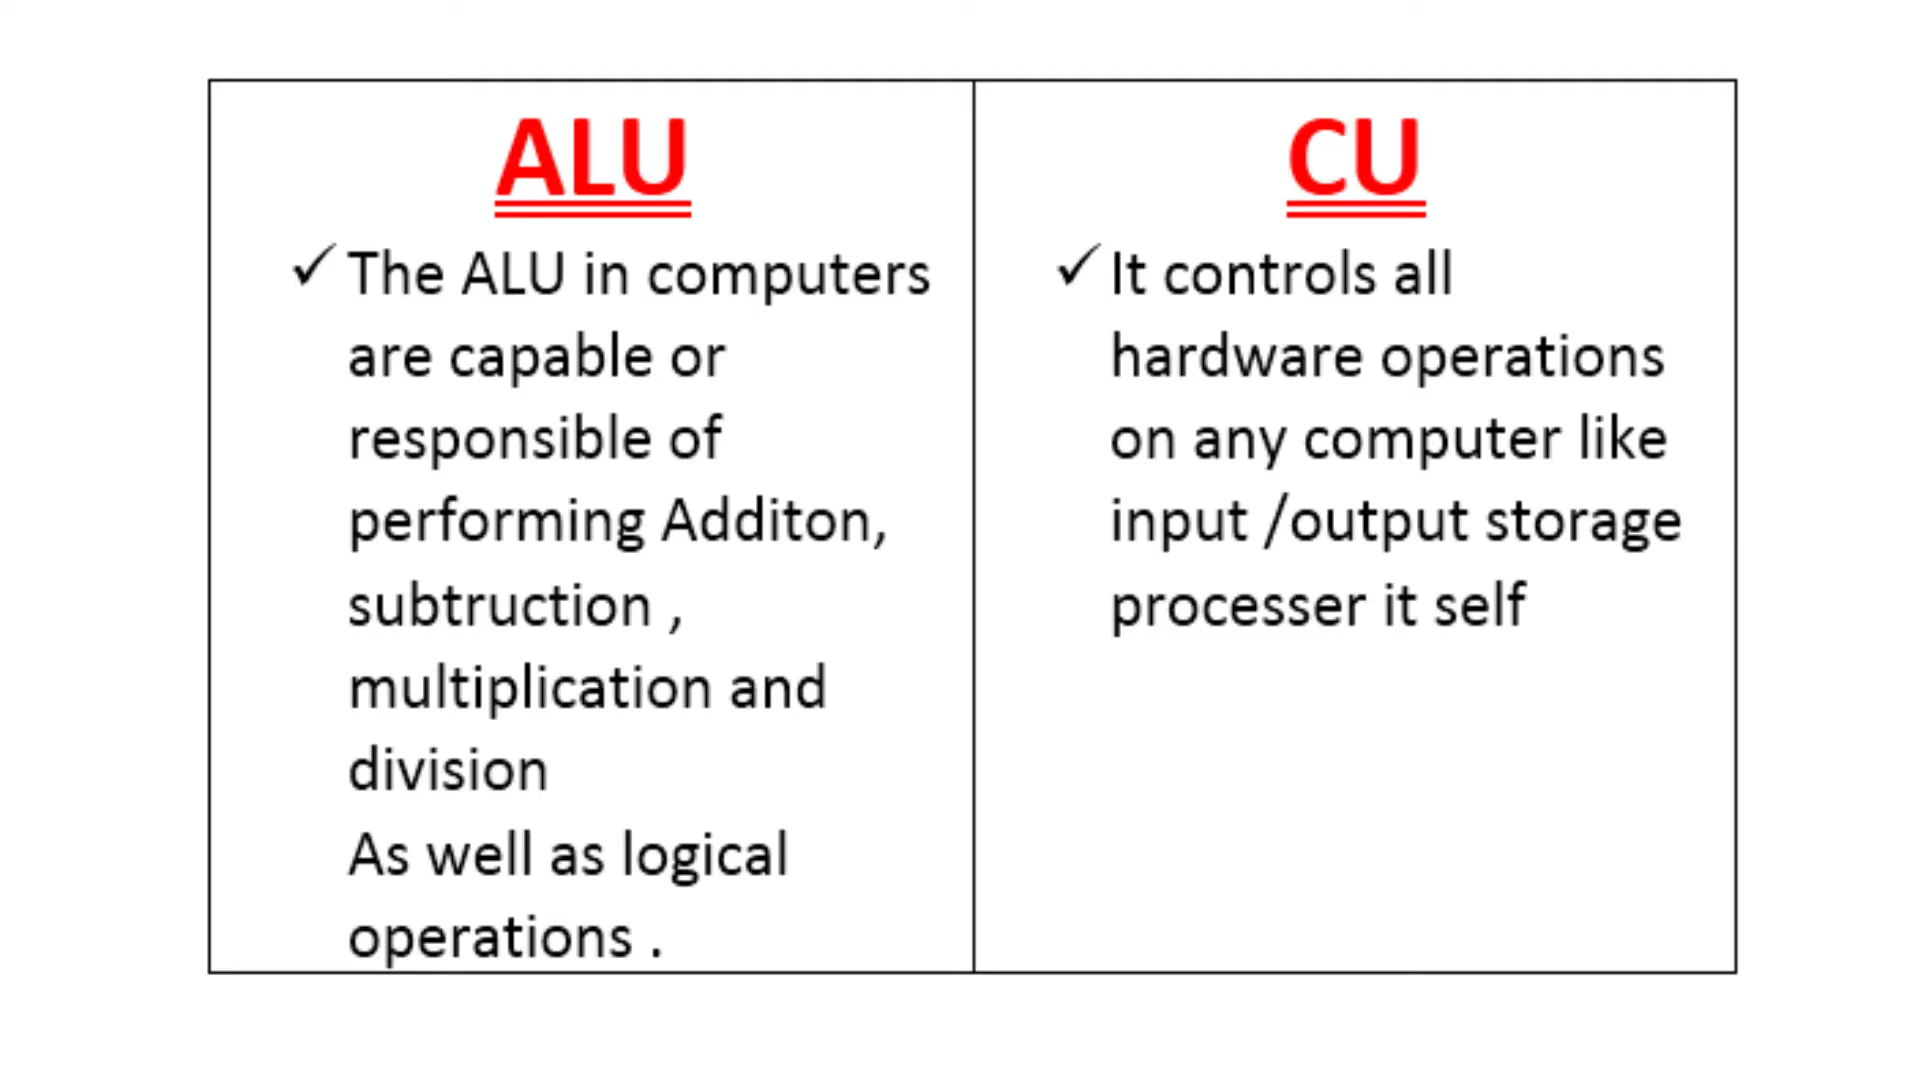 ALU
✓ The ALU in computers
are capable or
responsible of
performing Additon,
subtruction ,
multiplication and
division
As well as logical
operations .
CU
✓ It controls all
hardware operations
on any computer like
input /output storage
processer it self